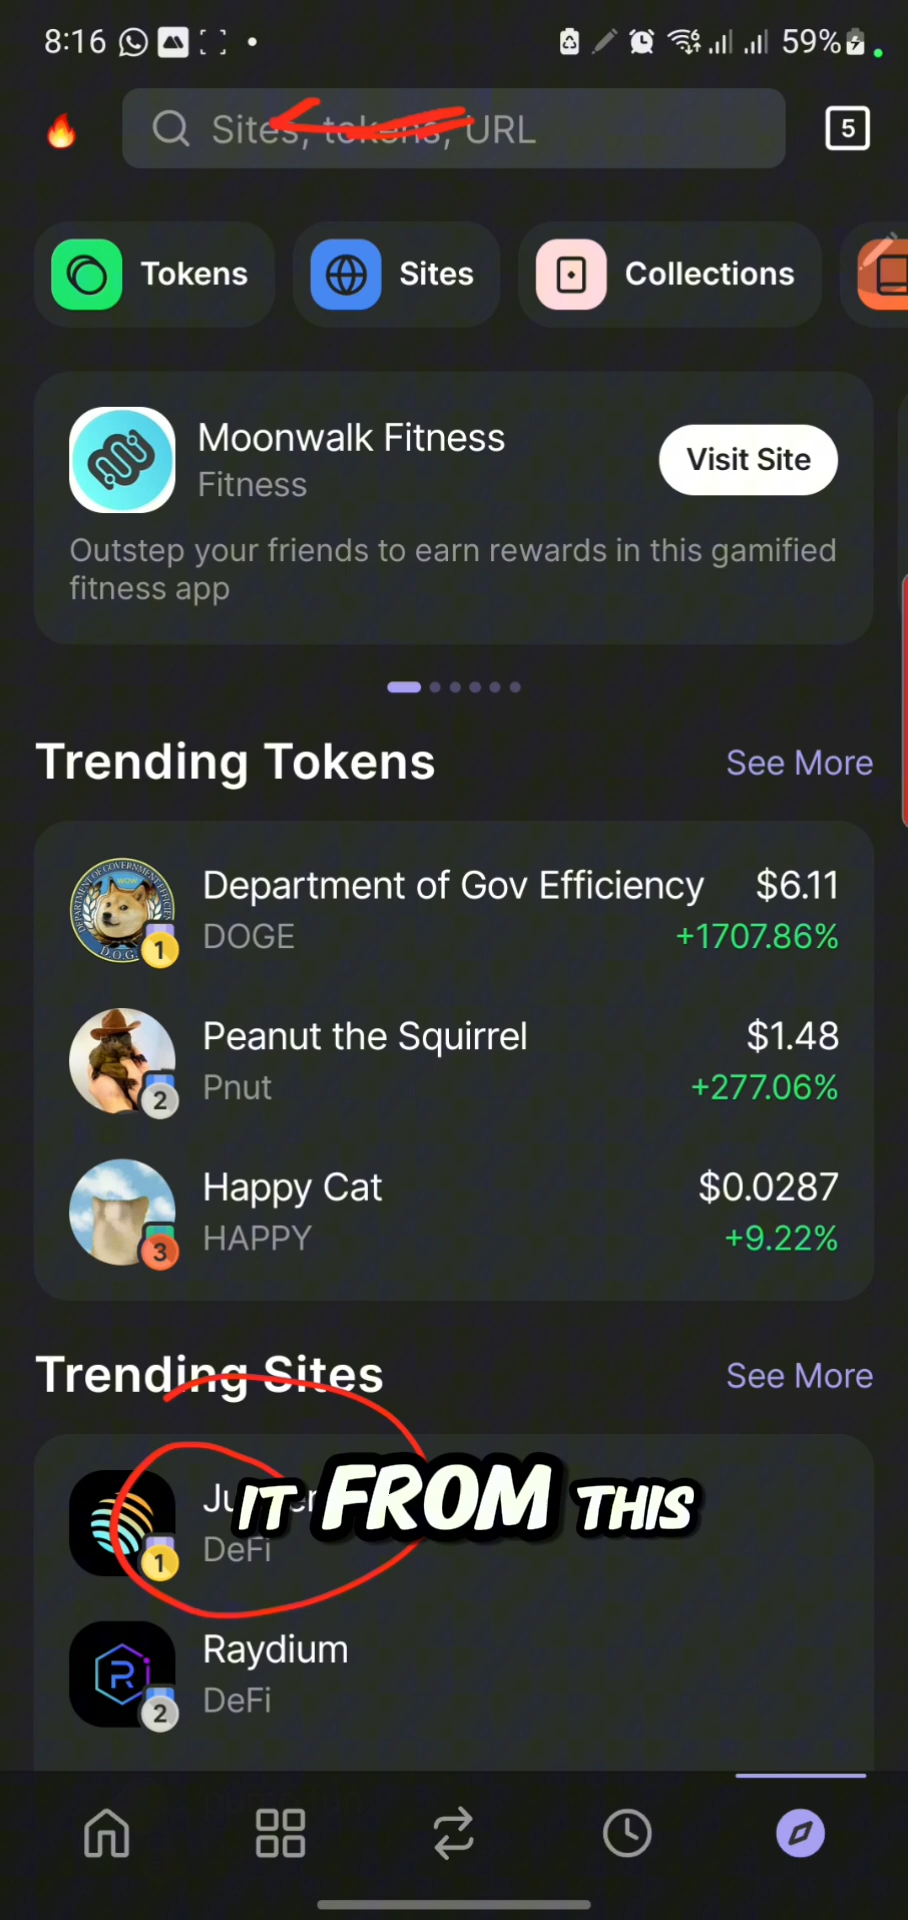 8:16
59%
Sites, tokens, URL
5
Tokens
Sites
Collections
Moonwalk Fitness
Fitness
Visit Site
Outstep your friends to earn rewards in this gamified
fitness app
Trending Tokens
See More
Department of Gov Efficiency
$6.11
DOGE
+1707.86%
1
Peanut the Squirrel
$1.48
Pnut
+277.06%
2
Happy Cat
$0.0287
HAPPY
+9.22%
3
Trending Sites
See More
IT FROM THIS
DeFi
1
Raydium
DeFi
2